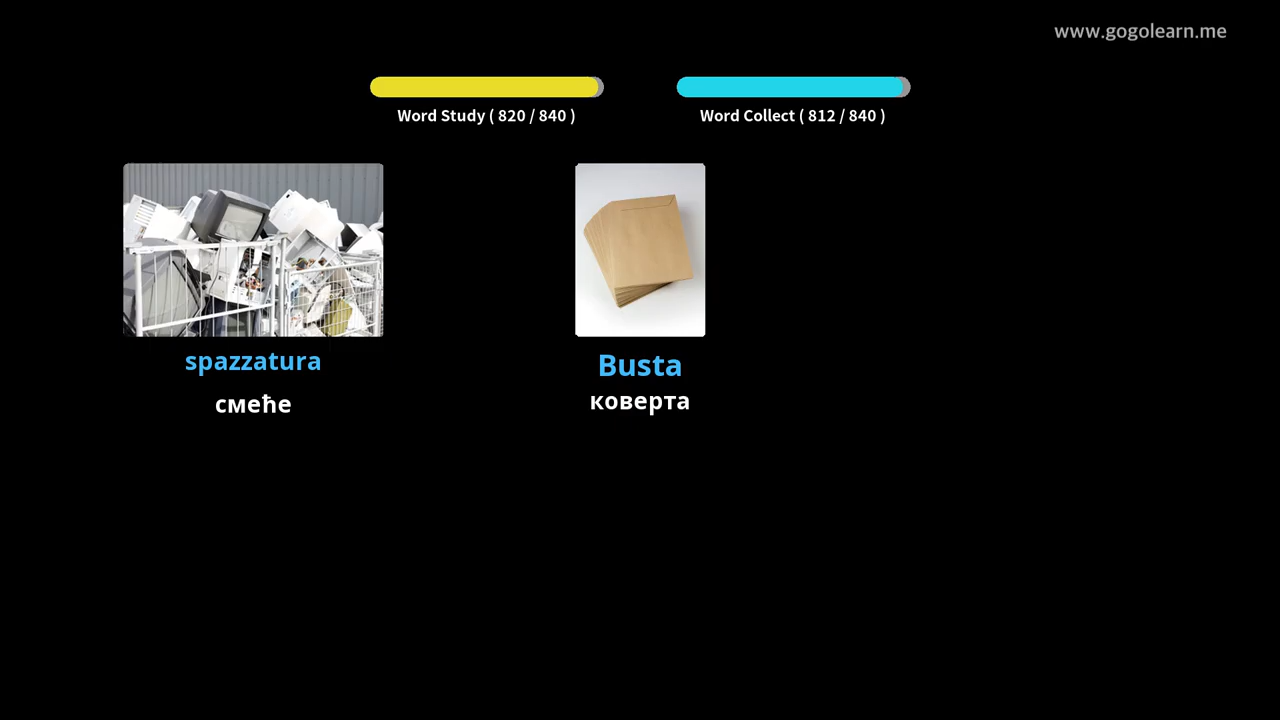 www.gogolearn.me
Word Study ( 820 / 840 )
Word Collect ( 812 / 840 )
spazzatura
смеће
Busta
коверта